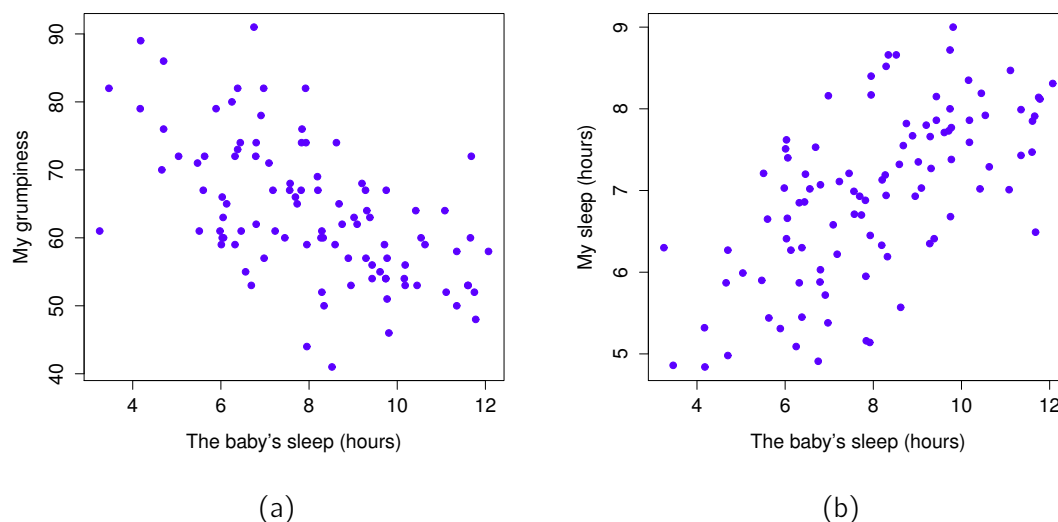 My grumpiness
90
80
70
60
50
40
4 6 8 10 12
The baby's sleep (hours)
(a)
My sleep (hours)
9
8
7
6
5
4 6 8 10 12
The baby's sleep (hours)
(b)